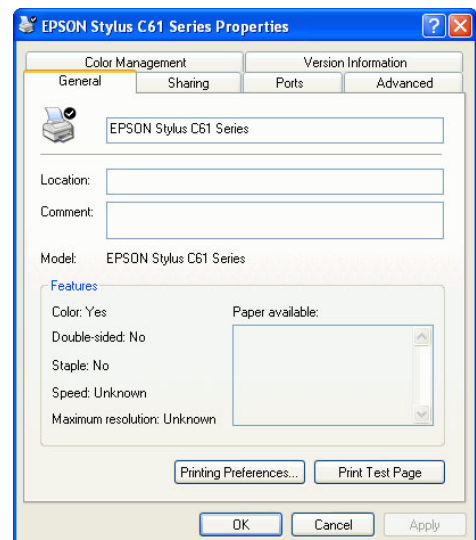 EPSON Stylus C61 Series Properties
Color Management Version Information
General Sharing Ports Advanced
EPSON Stylus C61 Series
Location:
Comment:
Model: EPSON Stylus C61 Series
Features
Color: Yes Paper available:
Double-sided: No
Staple: No
Speed: Unknown
Maximum resolution: Unknown
Printing Preferences... Print Test Page
OK Cancel Apply